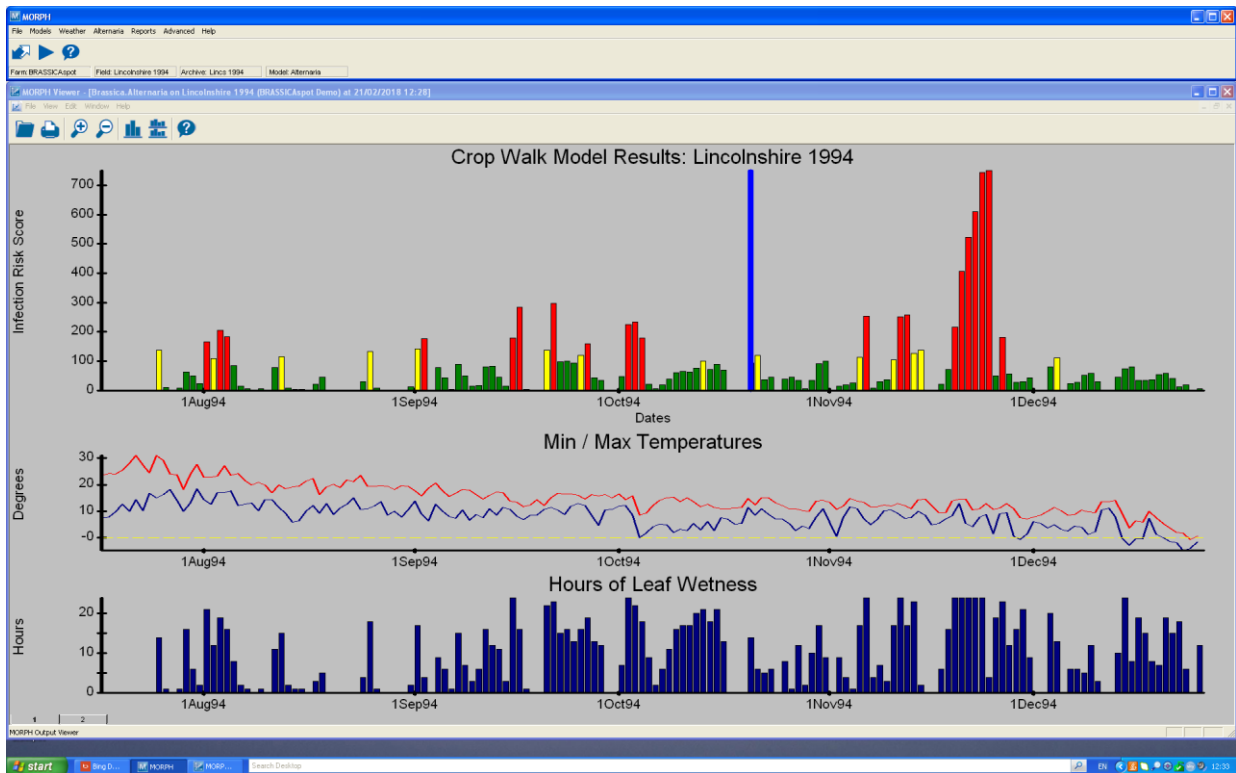 MORPH
File Models Weather Alternaria Reports Advanced Help
Farm: BRASSICAspot Field: Lincolnshire 1994 Archive: Lincs 1994 Model: Alternaria
MORPH Viewer - [Brassica.Alternaria on Lincolnshire 1994 (BRASSICAspot Demo) at 21/02/2018 12:28]
File View Edit Window Help
Crop Walk Model Results: Lincolnshire 1994
Infection Risk Score
700
600
500
400
300
200
100
0
1Aug94 1Sep94 1Oct94 1Nov94 1Dec94
Dates
Min / Max Temperatures
Degrees
30
20
10
-0
1Aug94 1Sep94 1Oct94 1Nov94 1Dec94
Hours of Leaf Wetness
Hours
20
10
0
1Aug94 1Sep94 1Oct94 1Nov94 1Dec94
1 2
MORPH Output Viewer
start Bing D... MORPH MORP... Search Desktop EN 12:33